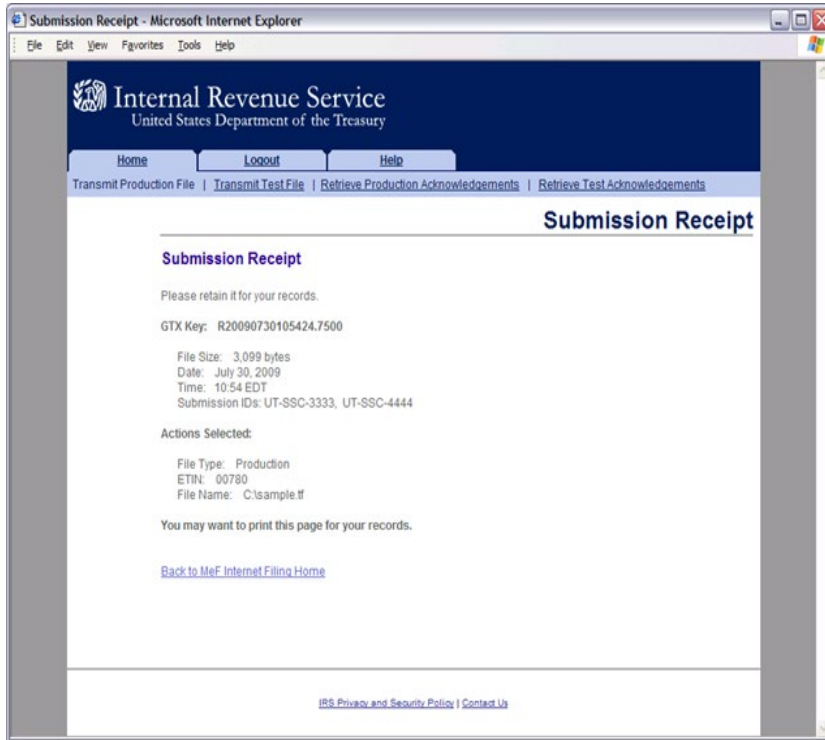 Submission Receipt - Microsoft Internet Explorer
File Edit View Favorites Tools Help
Internal Revenue Service
United States Department of the Treasury
Home Logout Help
Transmit Production File | Transmit Test File | Retrieve Production Acknowledgements | Retrieve Test Acknowledgements
Submission Receipt
Submission Receipt
Please retain it for your records.
GTX Key: R20090730105424.7500
File Size: 3,099 bytes
Date: July 30, 2009
Time: 10:54 EDT
Submission IDs: UT-SSC-3333, UT-SSC-4444
Actions Selected:
File Type: Production
ETIN: 00780
File Name: C:\sample.tf
You may want to print this page for your records.
Back to MeF Internet Filing Home
IRS Privacy and Security Policy | Contact Us